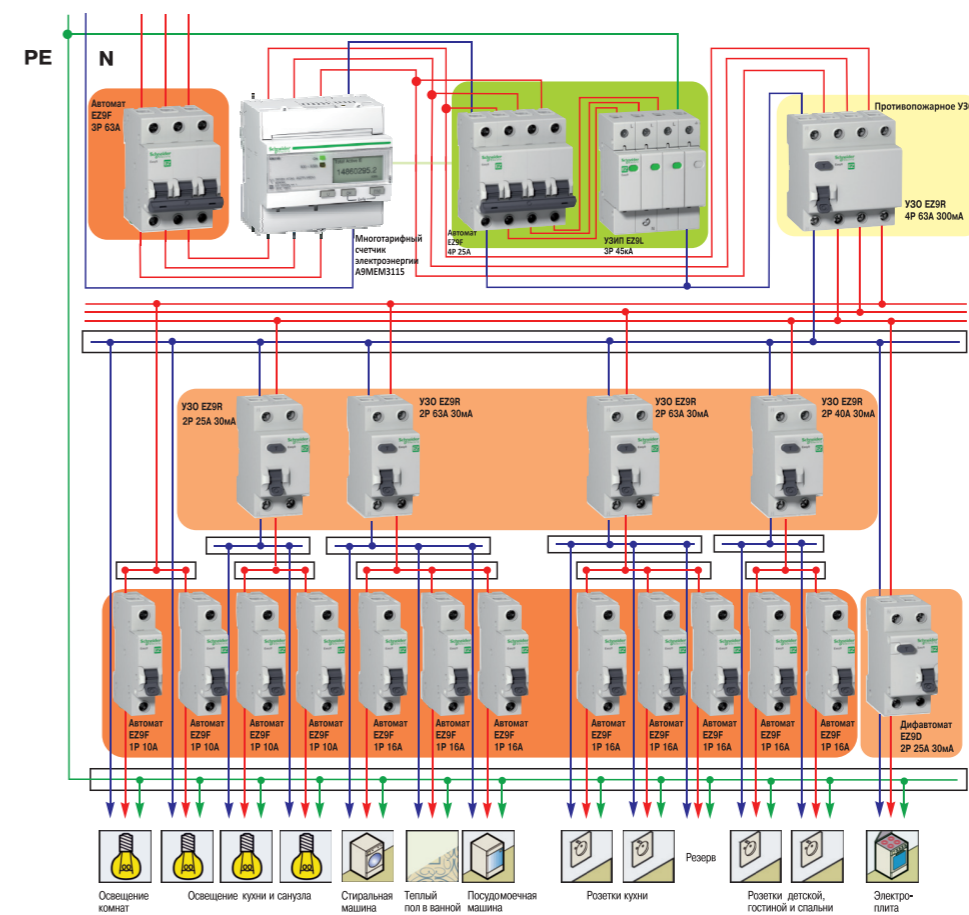 PE
N
Автомат
EZ9F
3P 63A
14860295.2
Многотарифный
счетчик
электроэнергии
A9MEM3115
Автомат
EZ9F
4P 25A
УЗИП EZ9L
3P 45кА
Противопожарное УЗО
УЗО EZ9R
4P 63A 300мА
УЗО EZ9R
2P 25A 30мА
УЗО EZ9R
2P 63A 30мА
УЗО EZ9R
2P 63A 30мА
УЗО EZ9R
2P 40A 30мА
Автомат
EZ9F
1P 10A
Автомат
EZ9F
1P 10A
Автомат
EZ9F
1P 10A
Автомат
EZ9F
1P 10A
Автомат
EZ9F
1P 16A
Автомат
EZ9F
1P 16A
Автомат
EZ9F
1P 16A
Автомат
EZ9F
1P 16A
Автомат
EZ9F
1P 16A
Автомат
EZ9F
1P 16A
Автомат
EZ9F
1P 16A
Автомат
EZ9F
1P 16A
Дифавтомат
EZ9D
2P 25A 30мА
Освещение
комнат
Освещение кухни и санузла
Стиральная
машина
Теплый
пол в ванной
Посудомоечная
машина
Розетки кухни
Резерв
Розетки детской,
гостиной и спальни
Электро-
плита